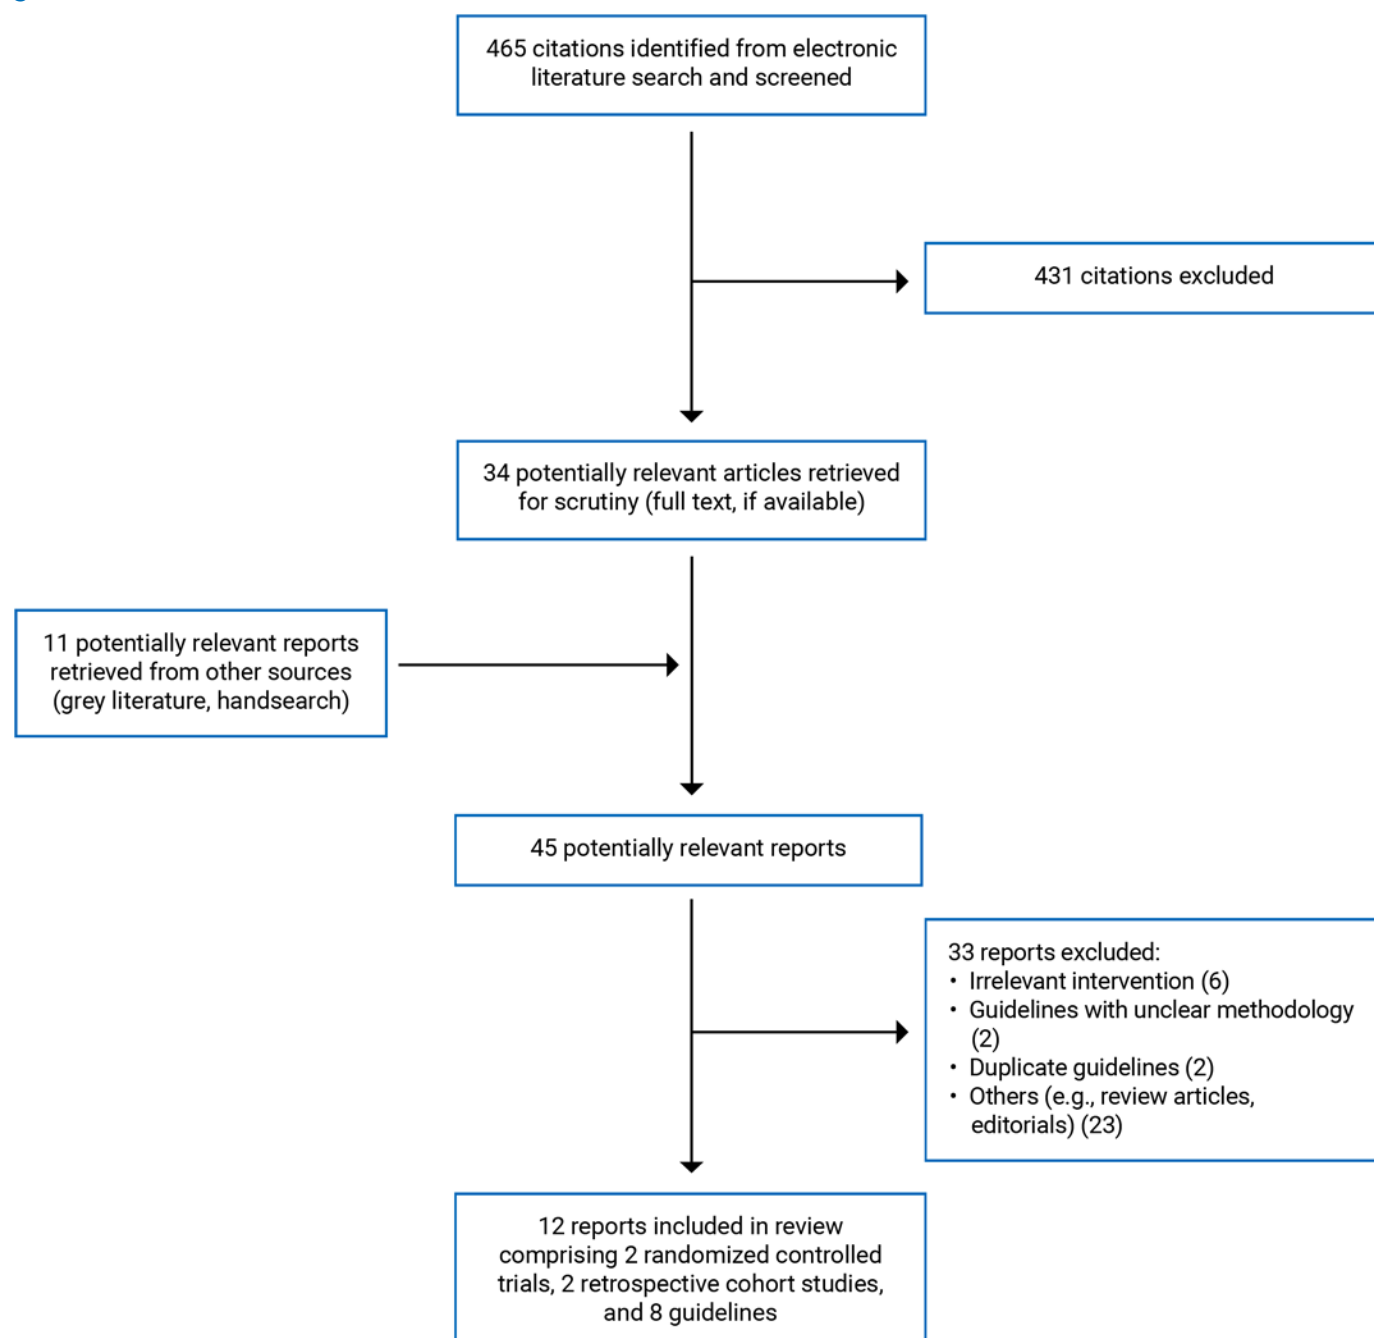 465 citations identified from electronic
literature search and screened
431 citations excluded
34 potentially relevant articles retrieved
for scrutiny (full text, if available)
11 potentially relevant reports
retrieved from other sources
(grey literature, handsearch)
45 potentially relevant reports
33 reports excluded:
• Irrelevant intervention (6)
• Guidelines with unclear methodology
(2)
• Duplicate guidelines (2)
• Others (e.g., review articles,
editorials) (23)
12 reports included in review
comprising 2 randomized controlled
trials, 2 retrospective cohort studies,
and 8 guidelines